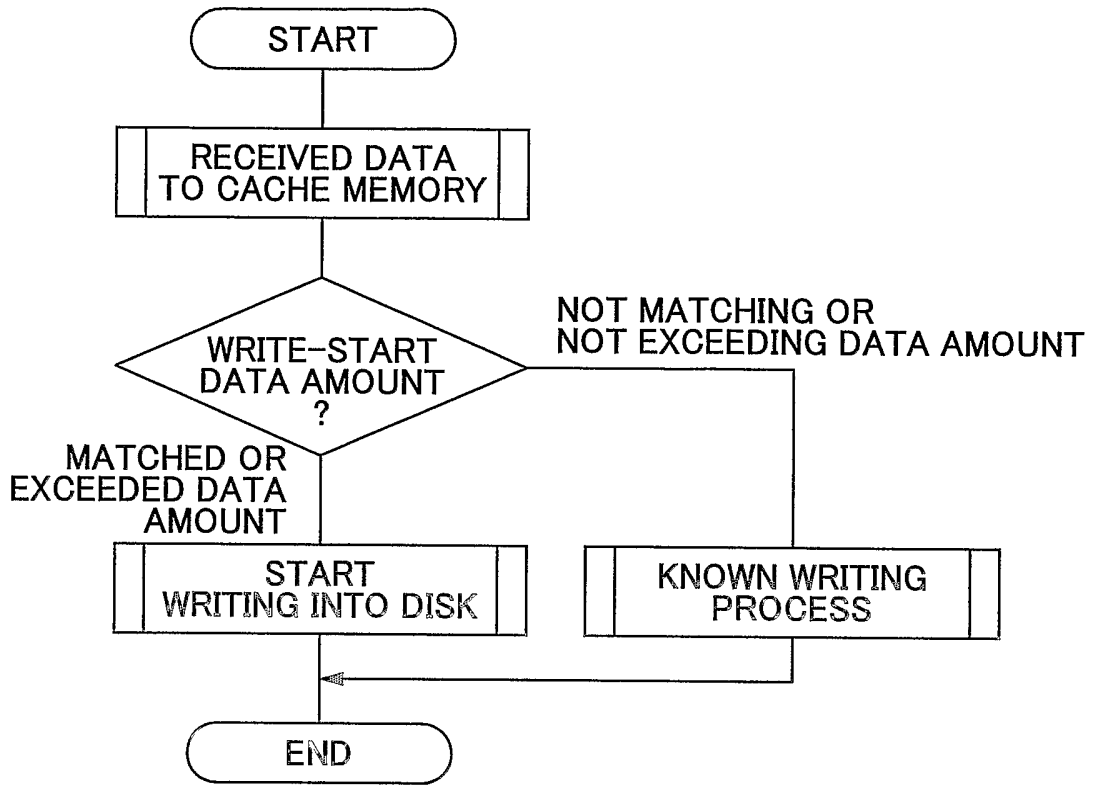 START
RECEIVED DATA
TO CACHE MEMORY
WRITE-START
DATA AMOUNT
?
NOT MATCHING OR
NOT EXCEEDING DATA AMOUNT
MATCHED OR
EXCEEDED DATA
AMOUNT
START
WRITING INTO DISK
KNOWN WRITING
PROCESS
END